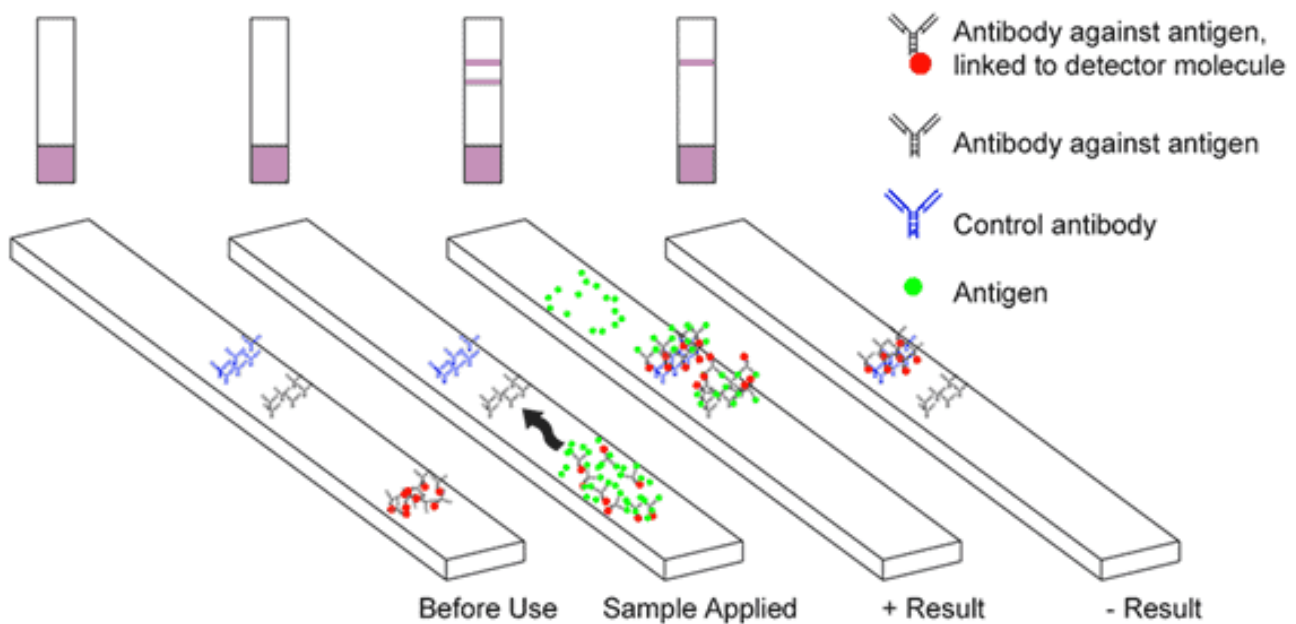 Antibody against antigen,
linked to detector molecule
Antibody against antigen
Control antibody
Antigen
Before Use
Sample Applied
+ Result
- Result